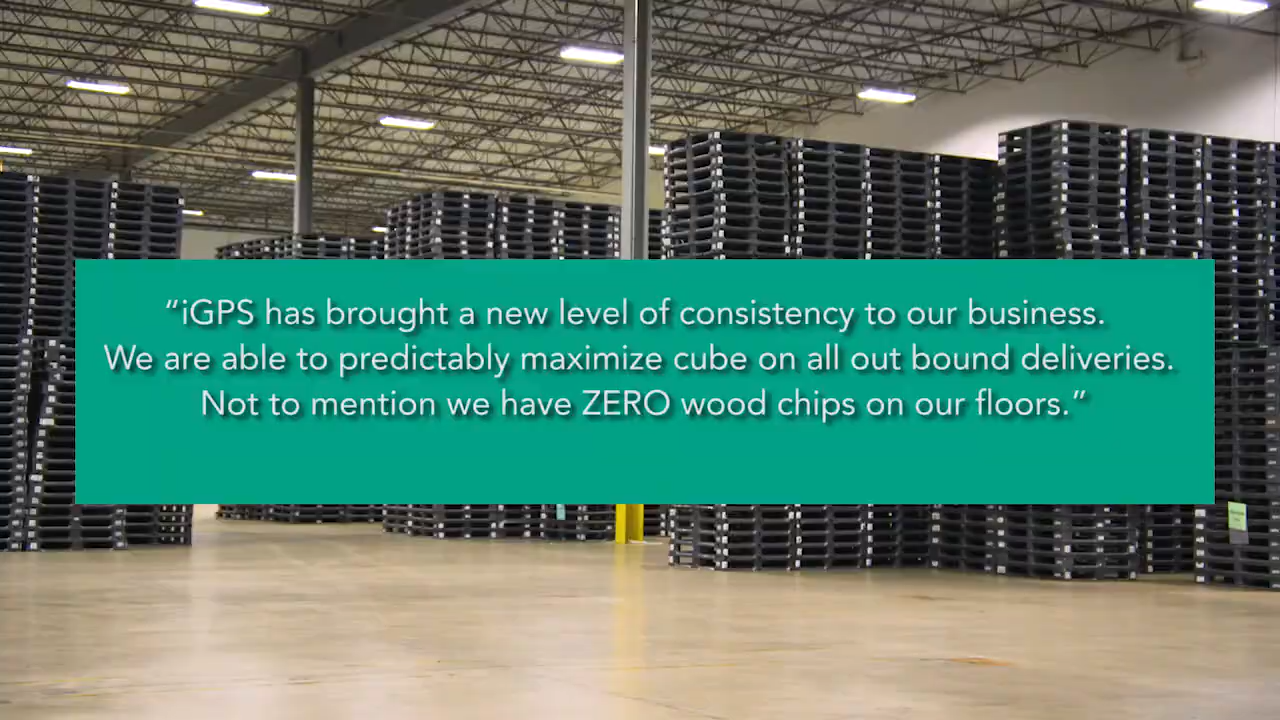 “iGPS has brought a new level of consistency to our business.
We are able to predictably maximize cube on all out bound deliveries.
Not to mention we have ZERO wood chips on our floors.”